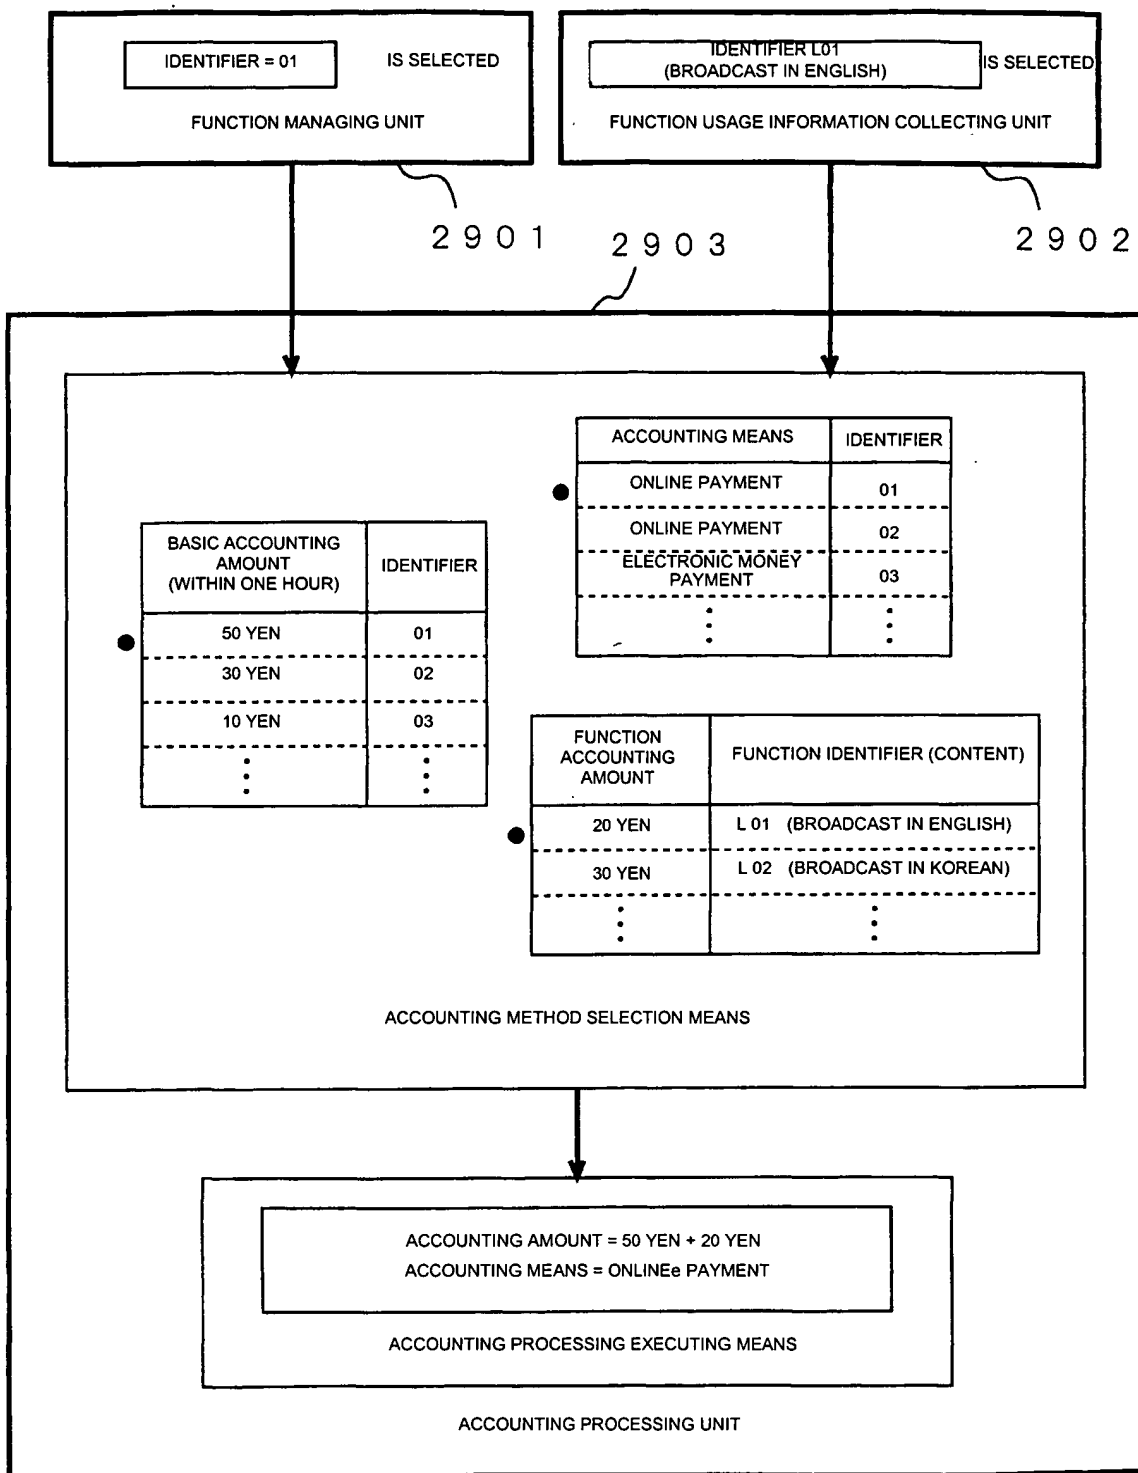 IDENTIFIER = 01
IS SELECTED
FUNCTION MANAGING UNIT
IDENTIFIER L01
(BROADCAST IN ENGLISH)
IS SELECTED
FUNCTION USAGE INFORMATION COLLECTING UNIT
2901
2903
2902
ACCOUNTING MEANS
IDENTIFIER
ONLINE PAYMENT
01
ONLINE PAYMENT
02
ELECTRONIC MONEY
PAYMENT
03
BASIC ACCOUNTING
AMOUNT
(WITHIN ONE HOUR)
IDENTIFIER
50 YEN
01
30 YEN
02
10 YEN
03
FUNCTION
ACCOUNTING
AMOUNT
FUNCTION IDENTIFIER (CONTENT)
20 YEN
L 01 (BROADCAST IN ENGLISH)
30 YEN
L 02 (BROADCAST IN KOREAN)
ACCOUNTING METHOD SELECTION MEANS
ACCOUNTING AMOUNT = 50 YEN + 20 YEN
ACCOUNTING MEANS = ONLINEe PAYMENT
ACCOUNTING PROCESSING EXECUTING MEANS
ACCOUNTING PROCESSING UNIT